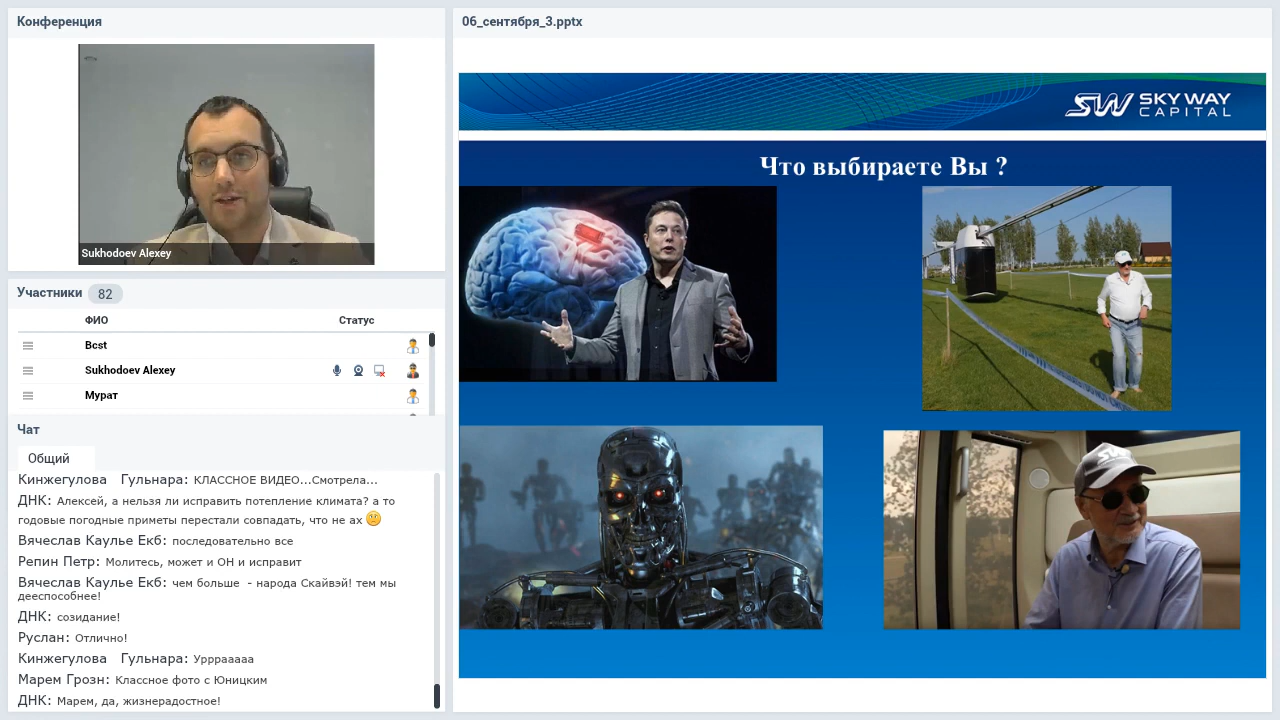 Конференция
Sukhodoev Alexey
Участники 82
ФИО Статус
Bcst
Sukhodoev Alexey
Мурат
Чат
Общий
Кинжегулова Гульнара: КЛАССНОЕ ВИДЕО...Смотрела...
ДНК: Алексей, а нельзя ли исправить потепление климата? а то
годовые погодные приметы перестали совпадать, что не ах
Вячеслав Каулье Екб: последовательно все
Репин Петр: Молитесь, может и ОН и исправит
Вячеслав Каулье Екб: чем больше - народа Скайвэй! тем мы
дееспособнее!
ДНК: созидание!
Руслан: Отлично!
Кинжегулова Гульнара: Уррраааaa
Марем Грозн: Классное фото с Юницким
ДНК: Марем, да, жизнерадостное!
06_сентября_3.pptx
SW SKY WAY
CAPITAL
Что выбираете Вы ?